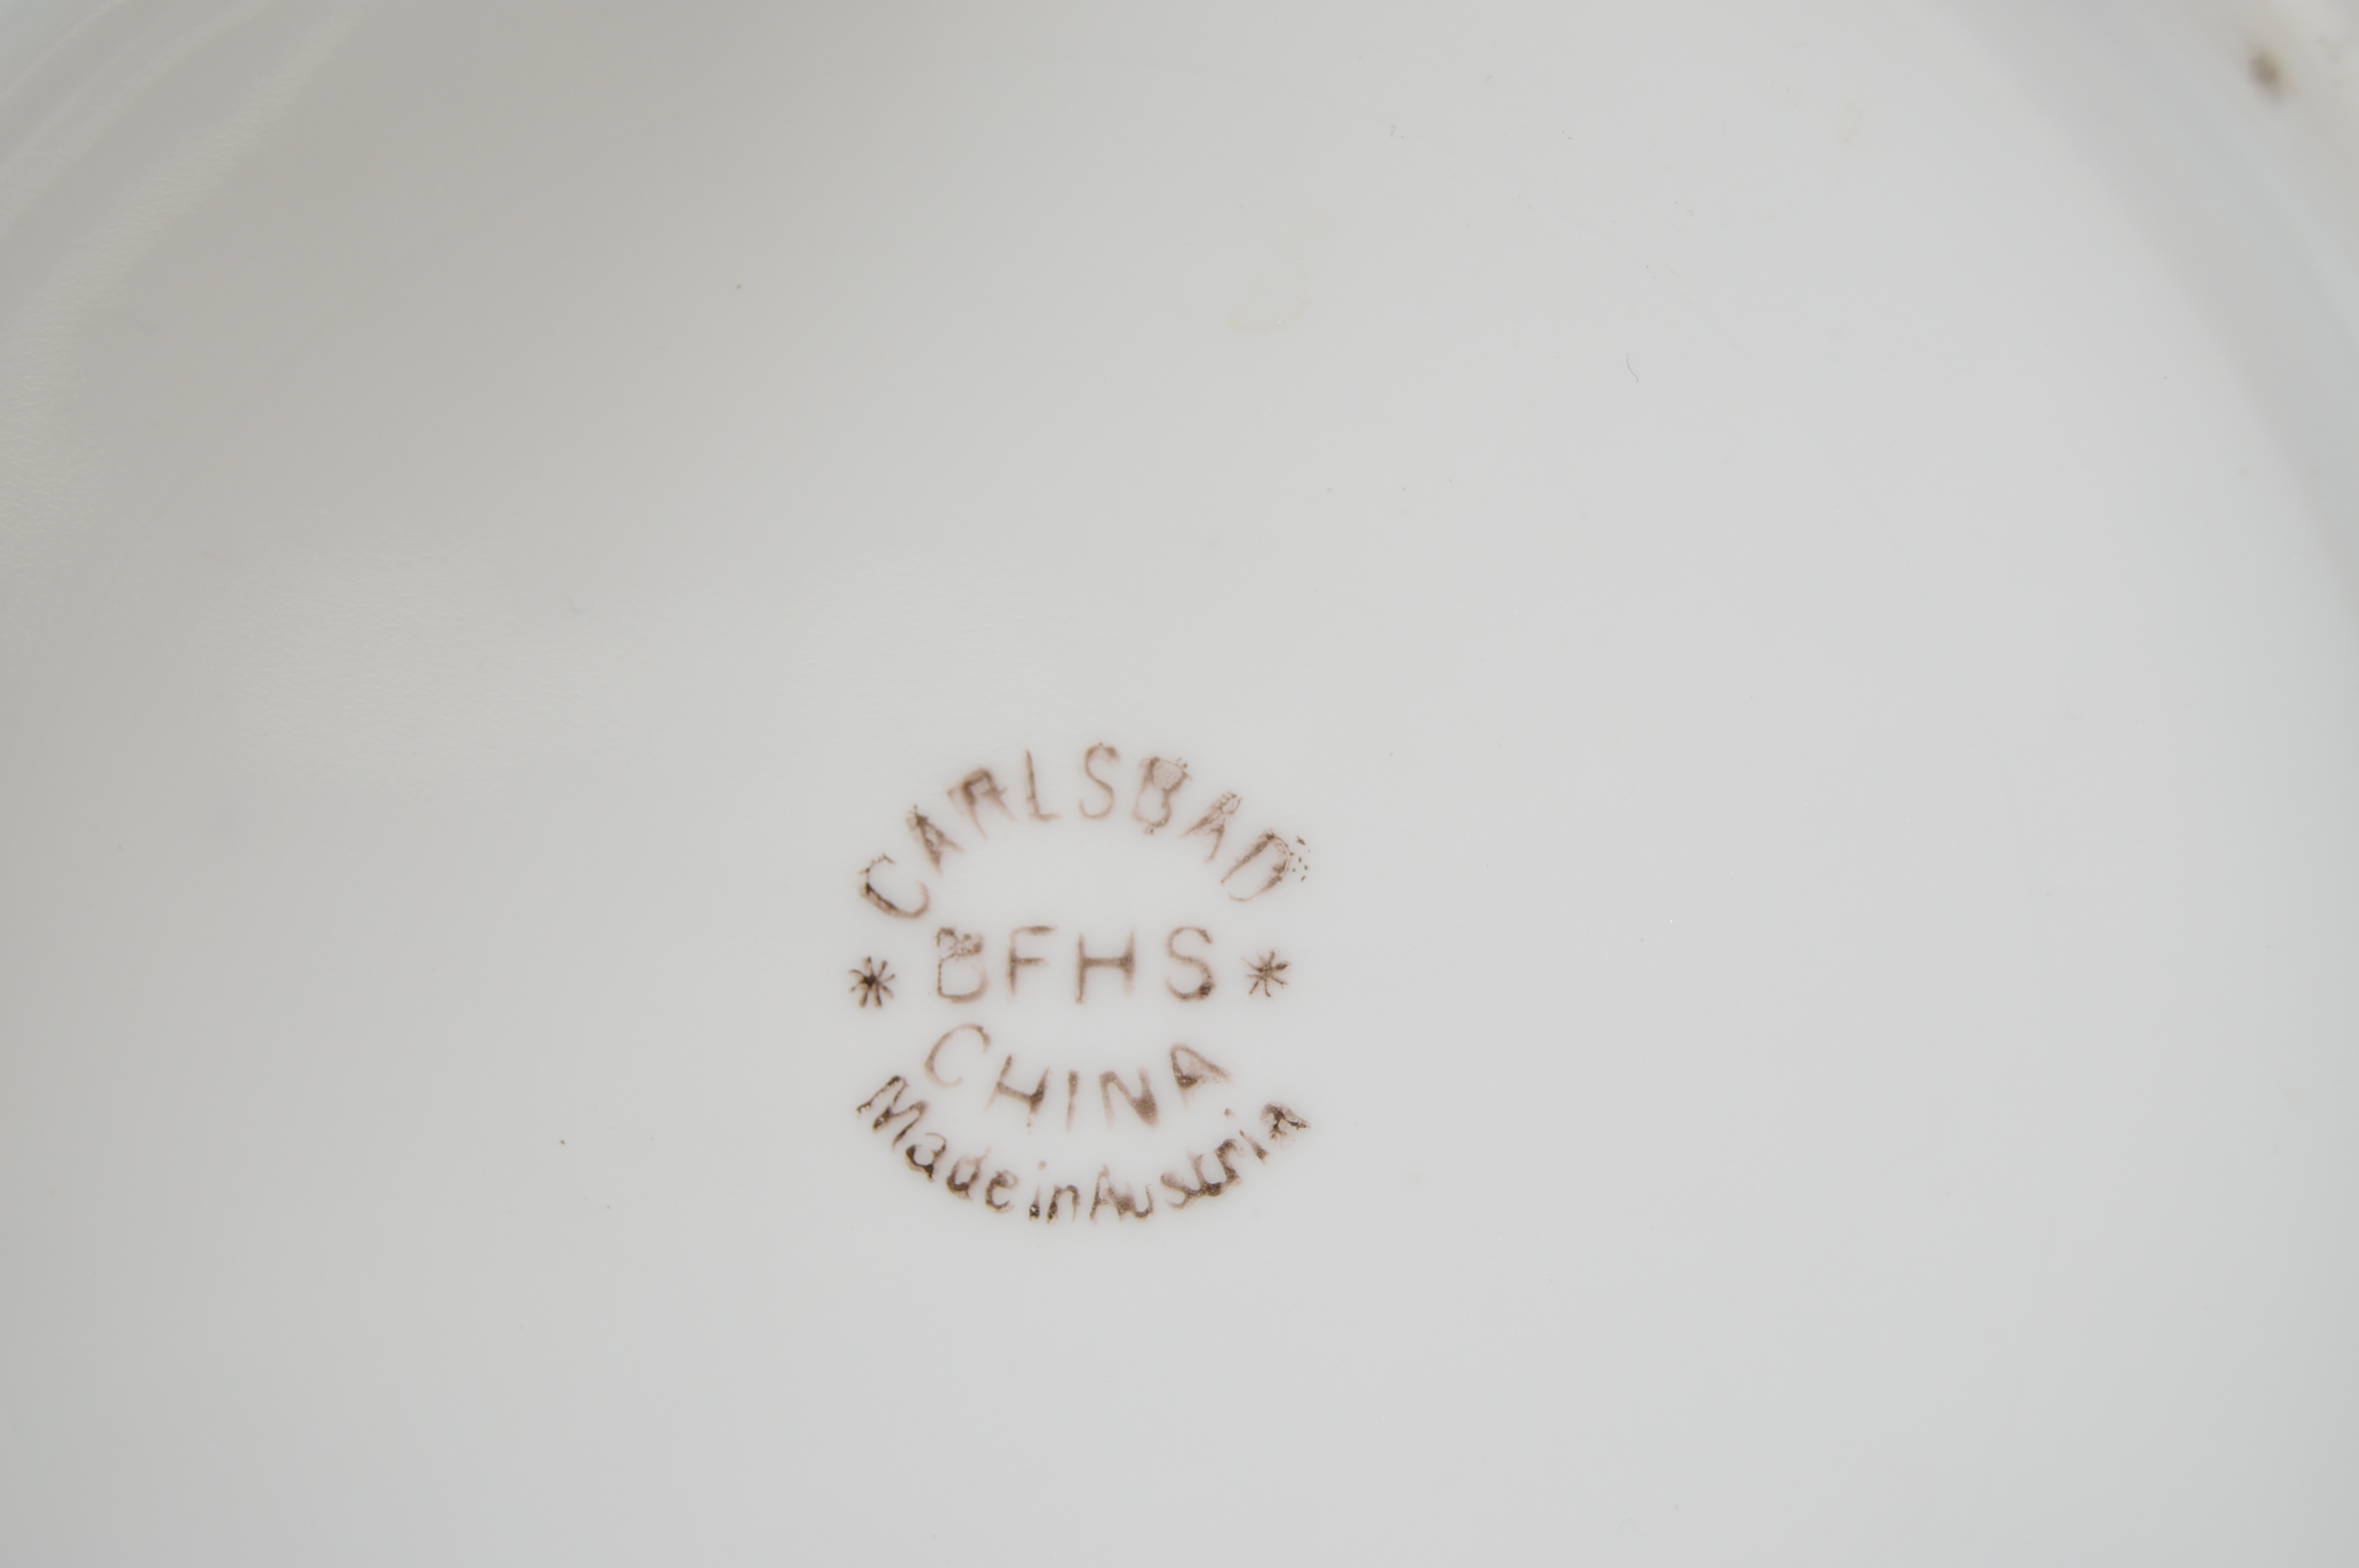 CARLSBAD
* BFHS *
CHINA
Made in Austria